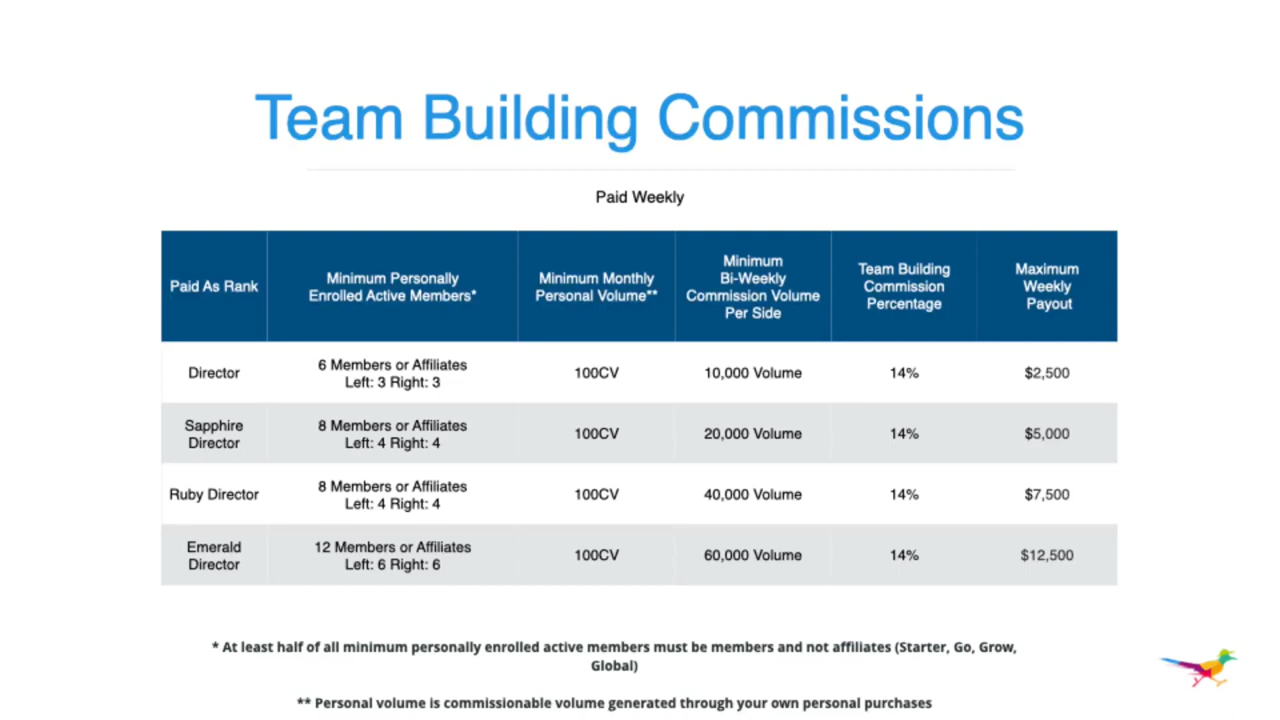 Team Building Commissions
Paid Weekly
Paid As Rank
Minimum Personally
Enrolled Active Members*
Minimum Monthly
Personal Volume**
Minimum
Bi-Weekly
Commission Volume
Per Side
Team Building
Commission
Percentage
Maximum
Weekly
Payout
Director
6 Members or Affiliates
Left: 3 Right: 3
100CV
10,000 Volume
14%
$2,500
Sapphire
Director
8 Members or Affiliates
Left: 4 Right: 4
100CV
20,000 Volume
14%
$5,000
Ruby Director
8 Members or Affiliates
Left: 4 Right: 4
100CV
40,000 Volume
14%
$7,500
Emerald
Director
12 Members or Affiliates
Left: 6 Right: 6
100CV
60,000 Volume
14%
$12,500
* At least half of all minimum personally enrolled active members must be members and not affiliates (Starter, Go, Grow,
Global)
** Personal volume is commissionable volume generated through your own personal purchases